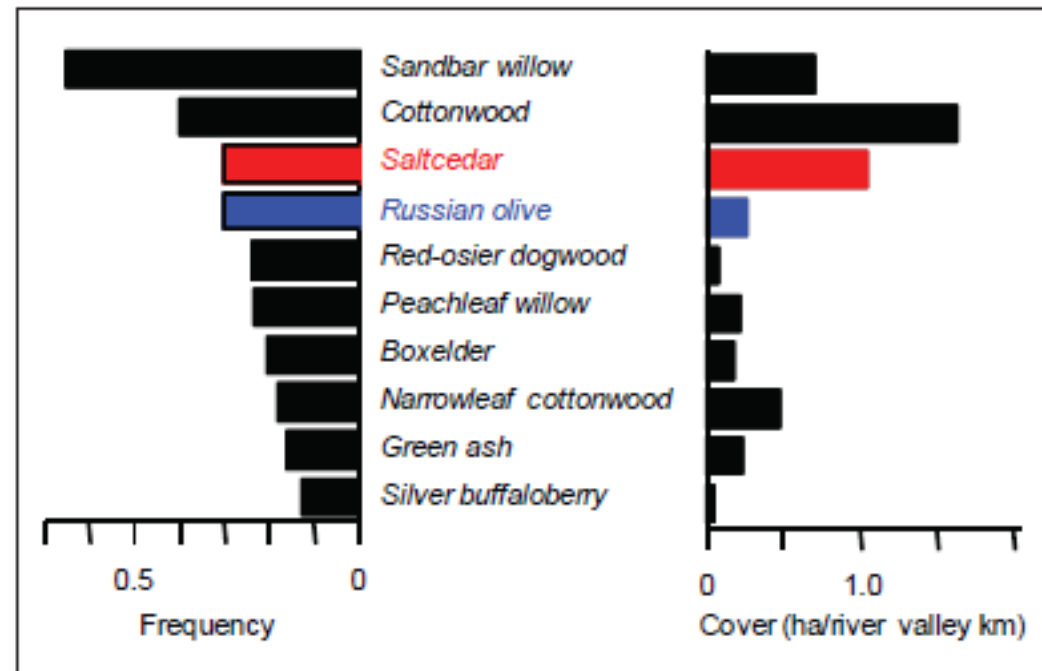 Sandbar willow
Cottonwood
Saltcedar
Russian olive
Red-osier dogwood
Peachleaf willow
Boxelder
Narrowleaf cottonwood
Green ash
Silver buffaloberry
0.5 0 0 1.0
Frequency Cover (ha/river valley km)